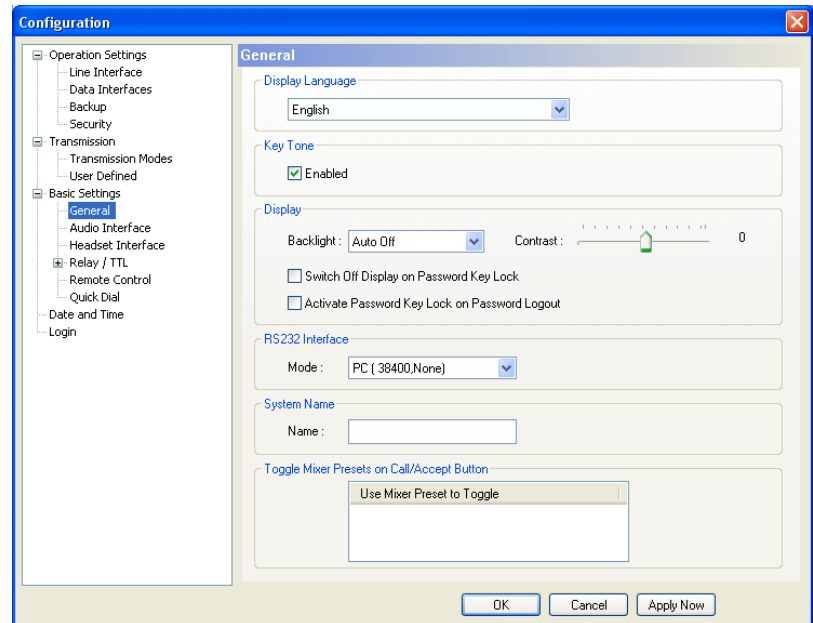 Configuration
Operation Settings
Line Interface
Data Interfaces
Backup
Security
Transmission
Transmission Modes
User Defined
Basic Settings
General
Audio Interface
Headset Interface
Relay / TTL
Remote Control
Quick Dial
Date and Time
Login
General
Display Language
English
Key Tone
Enabled
Display
Backlight : Auto Off Contrast : 0
Switch Off Display on Password Key Lock
Activate Password Key Lock on Password Logout
RS232 Interface
Mode : PC ( 38400,None)
System Name
Name :
Toggle Mixer Presets on Call/Accept Button
Use Mixer Preset to Toggle
OK Cancel Apply Now